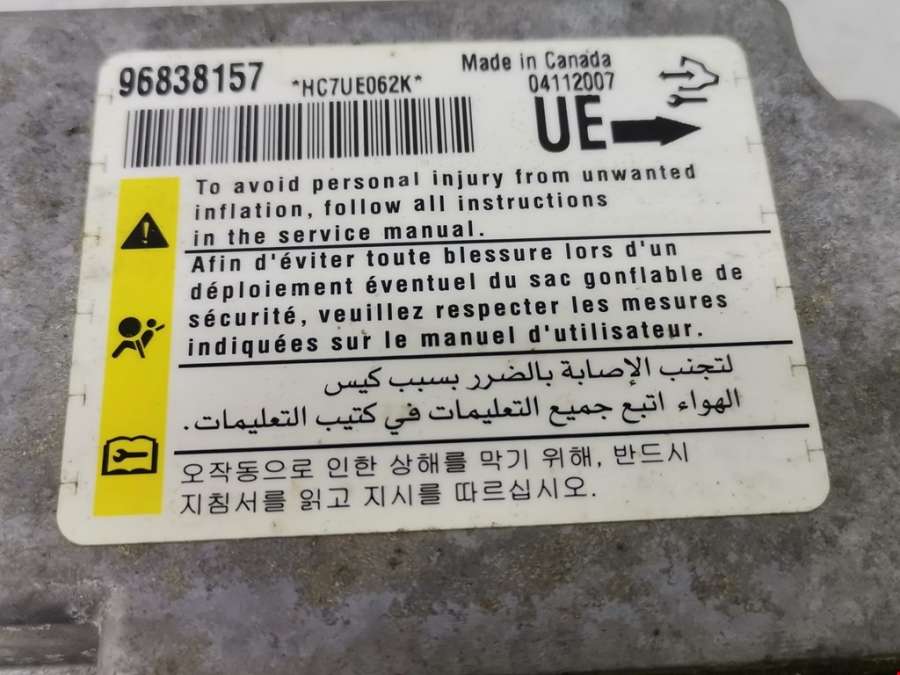 96838157 *HC7UE062K* Made in Canada
04112007
UE
To avoid personal injury from unwanted
inflation, follow all instructions
in the service manual.
Afin d'éviter toute blessure lors d'un
déploiement éventuel du sac gonflable de
sécurité, veuillez respecter les mesures
indiquées sur le manuel d'utilisateur.
لتجنب الإصابة بالضرر بسبب كيس
الهواء اتبع جميع التعليمات في كتيب التعليمات.
오작동으로 인한 상해를 막기 위해, 반드시
지침서를 읽고 지시를 따르십시오.